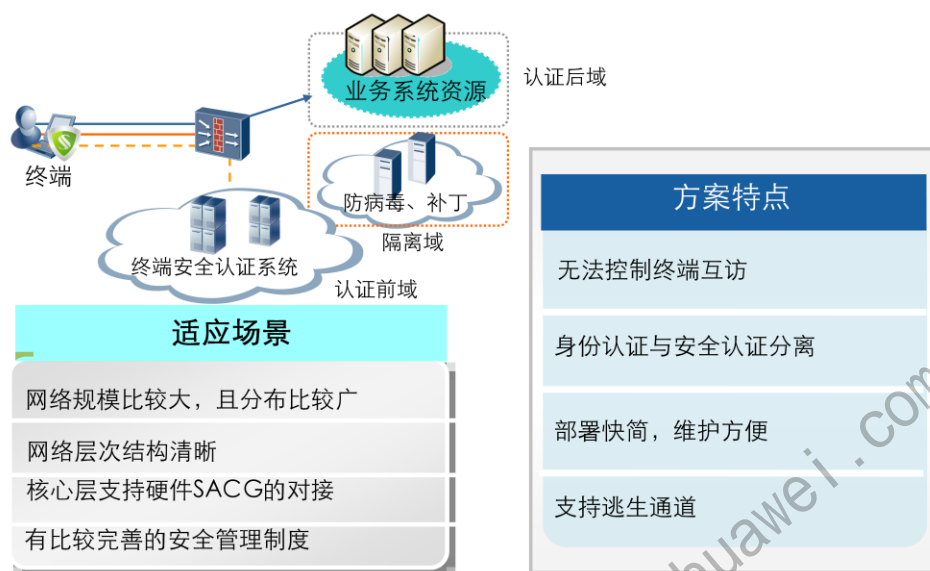 业务系统资源
认证后域
终端
防病毒、补丁
隔离域
终端安全认证系统
认证前域
适应场景
网络规模比较大，且分布比较广
网络层次结构清晰
核心层支持硬件SACG的对接
有比较完善的安全管理制度
方案特点
无法控制终端互访
身份认证与安全认证分离
部署快简，维护方便
支持逃生通道
huawei.com